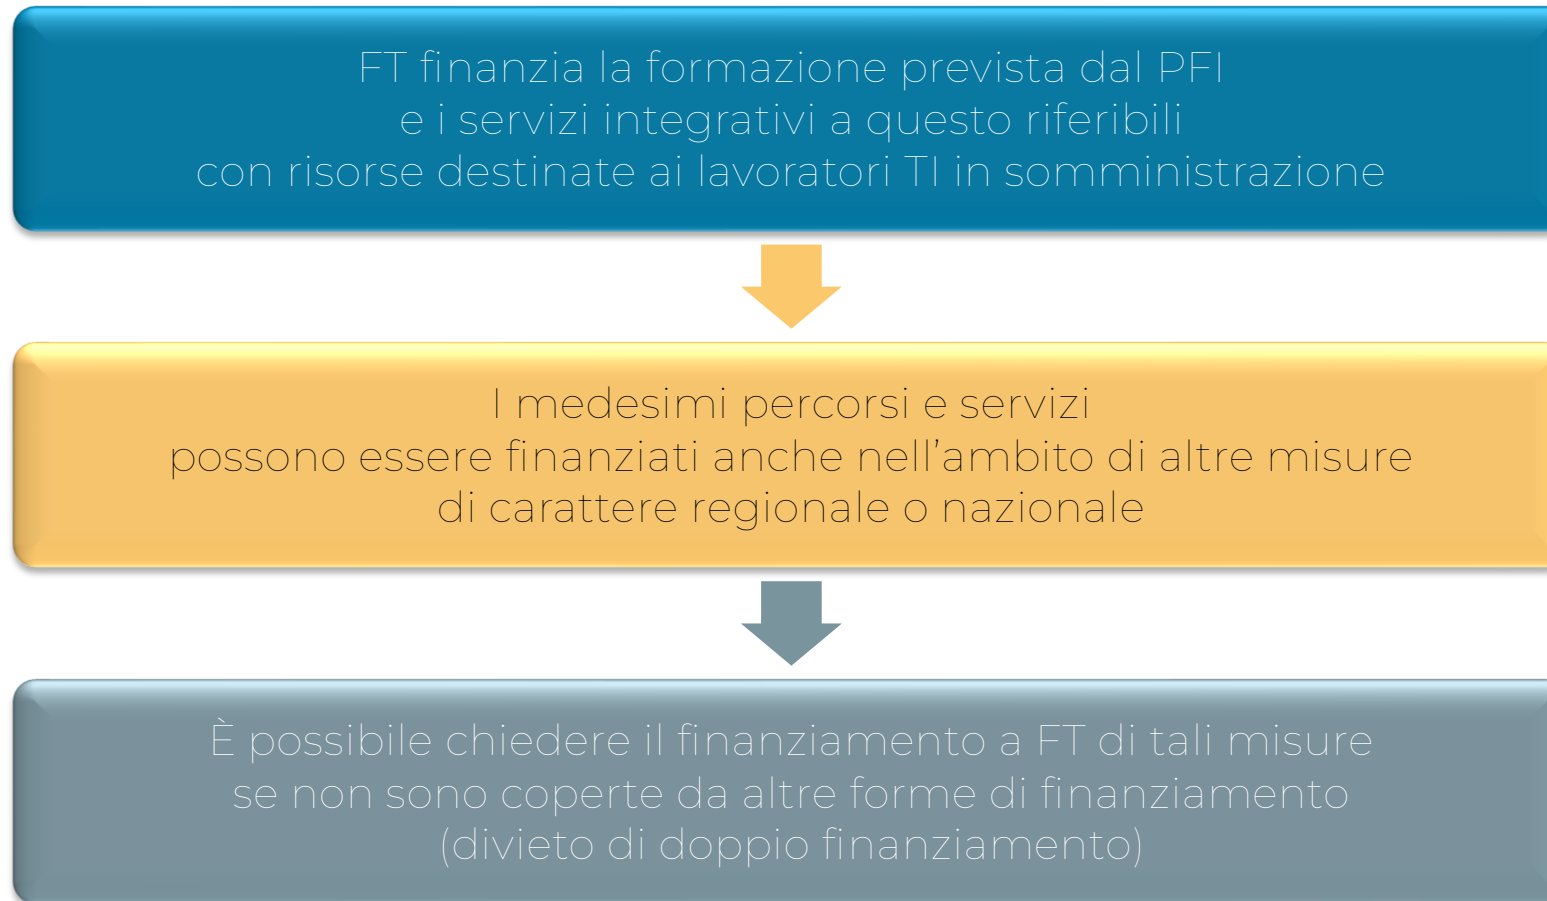 FT finanzia la formazione prevista dal PFI
e i servizi integrativi a questo riferibili
con risorse destinate ai lavoratori TI in somministrazione
I medesimi percorsi e servizi
possono essere finanziati anche nell’ambito di altre misure
di carattere regionale o nazionale
È possibile chiedere il finanziamento a FT di tali misure
se non sono coperte da altre forme di finanziamento
(divieto di doppio finanziamento)